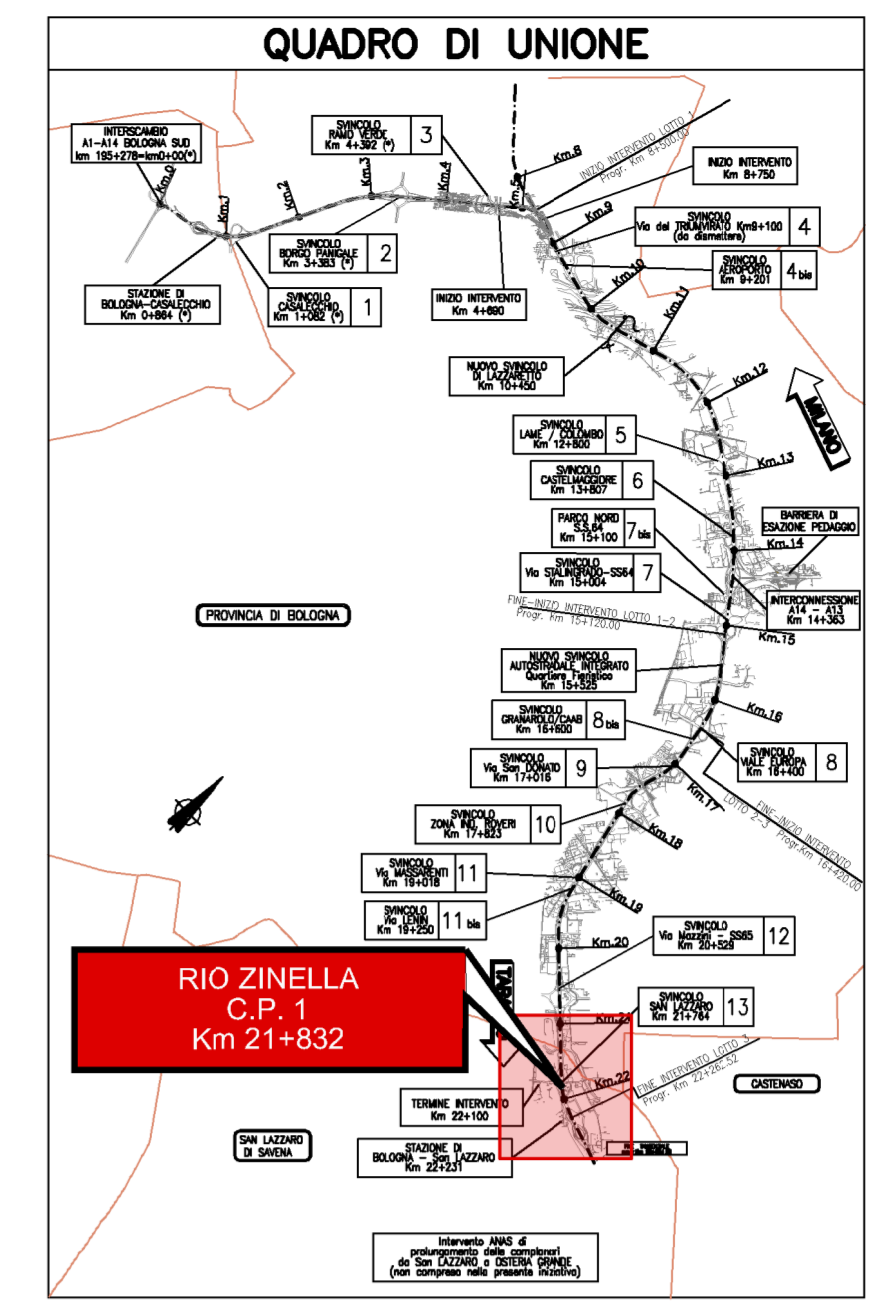 QUADRO DI UNIONE
INTERSCAMBIO
A1-A14 BOLOGNA SUD
km 195+278=km0+00(*)
SVINCOLO
RAMO VERDE
Km 4+392 (*)
3
Km.0
Km.1
Km.2
Km.3
Km.4
Km.5
Km.8
INIZIO INTERVENTO LOTTO 1
Progr. Km 8+500.00
INIZIO INTERVENTO
Km 8+750
Km.9
SVINCOLO
Via del TRIUMVIRATO Km9+100
(da dismettere)
4
SVINCOLO
AEROPORTO
Km 9+201
4 bis
SVINCOLO
BORGO PANIGALE
Km 3+383 (*)
2
STAZIONE DI
BOLOGNA-CASALECCHIO
Km 0+864 (*)
SVINCOLO
CASALECCHIO
Km 1+082 (*)
1
INIZIO INTERVENTO
Km 4+690
Km.10
Km.11
NUOVO SVINCOLO
DI LAZZARETTO
Km 10+450
Km.12
MILANO
SVINCOLO
LAME / COLOMBO
Km 12+800
5
Km.13
SVINCOLO
CASTELMAGGIORE
Km 13+807
6
PARCO NORD
S.S.64
Km 15+100
7 bis
BARRIERA DI
ESAZIONE PEDAGGIO
Km.14
SVINCOLO
Via STALINGRADO-SS64
Km 15+004
7
INTERCONNESSIONE
A14 - A13
Km 14+363
FINE-INIZIO INTERVENTO LOTTO 1-2
Progr. Km 15+120.00
Km.15
PROVINCIA DI BOLOGNA
NUOVO SVINCOLO
AUTOSTRADALE INTEGRATO
Quartiere Fieristico
Km 15+525
Km.16
SVINCOLO
GRANAROLO/CAAB
Km 16+600
8 bis
SVINCOLO
VIALE EUROPA
Km 16+400
8
SVINCOLO
Via San DONATO
Km 17+016
9
Km.17
FINE-INIZIO INTERVENTO
LOTTO 2-3 Progr.Km 16+420.00
SVINCOLO
ZONA IND. ROVERI
Km 17+823
10
Km.18
SVINCOLO
Via MASSARENTI
Km 19+018
11
Km.19
SVINCOLO
Via LENIN
Km 19+250
11 bis
Km.20
SVINCOLO
Via Mazzini - SS65
Km 20+529
12
RIO ZINELLA
C.P. 1
Km 21+832
SVINCOLO
SAN LAZZARO
Km 21+764
13
Km.21
Km.22
FINE INTERVENTO LOTTO 3
Progr. Km 22+262.52
CASTENASO
TERMINE INTERVENTO
Km 22+100
SAN LAZZARO
DI SAVENA
STAZIONE DI
BOLOGNA - San LAZZARO
Km 22+231
Intervento ANAS di
prolungamento delle complanari
da San LAZZARO a OSTERIA GRANDE
(non compreso nella presente iniziativa)